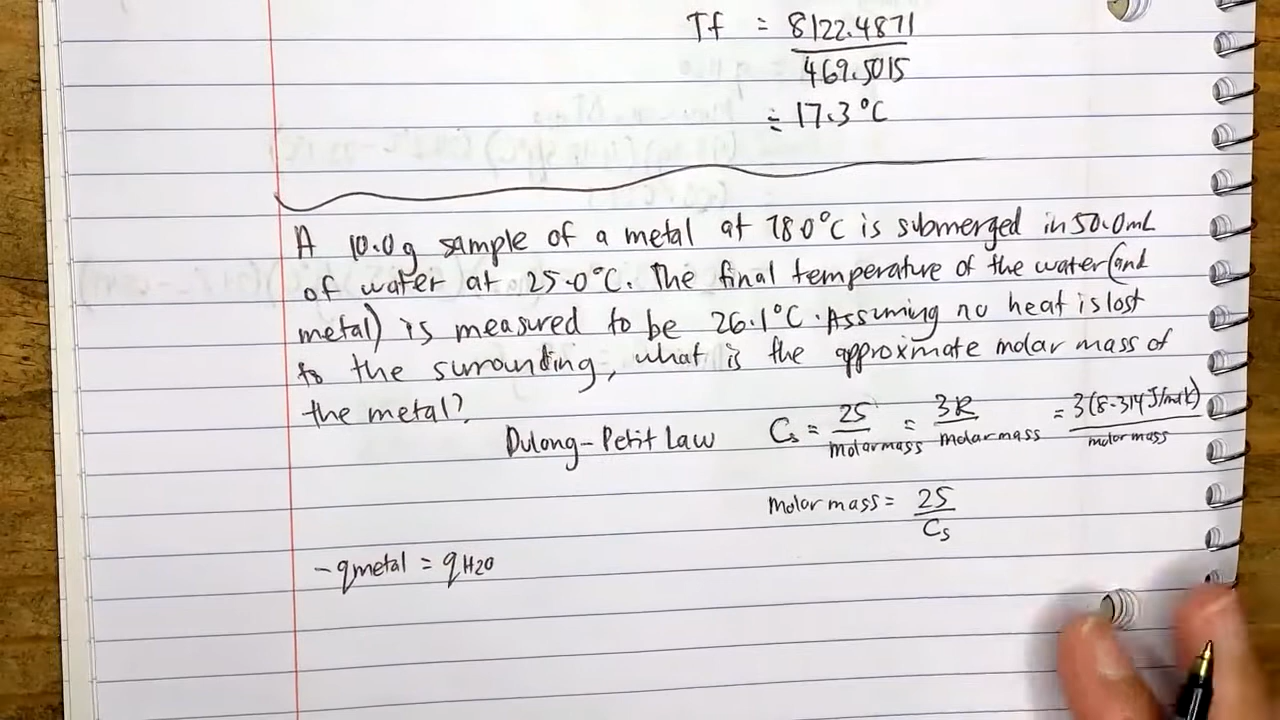 Tf = 8122.4871
469.5015
= 17.3°C
A 10.0g sample of a metal at 78.0°C is submerged in 50.0mL
of water at 25.0°C. The final temperature of the water (and
metal) is measured to be 26.1°C. Assuming no heat is lost
to the surrounding, what is the approximate molar mass of
the metal?
Dulong-Petit Law Cs = 25 / molar mass = 3R / molar mass = 3(8.314 J/mol K) / molar mass
Molar mass = 25 / Cs
-qmetal = qH2O